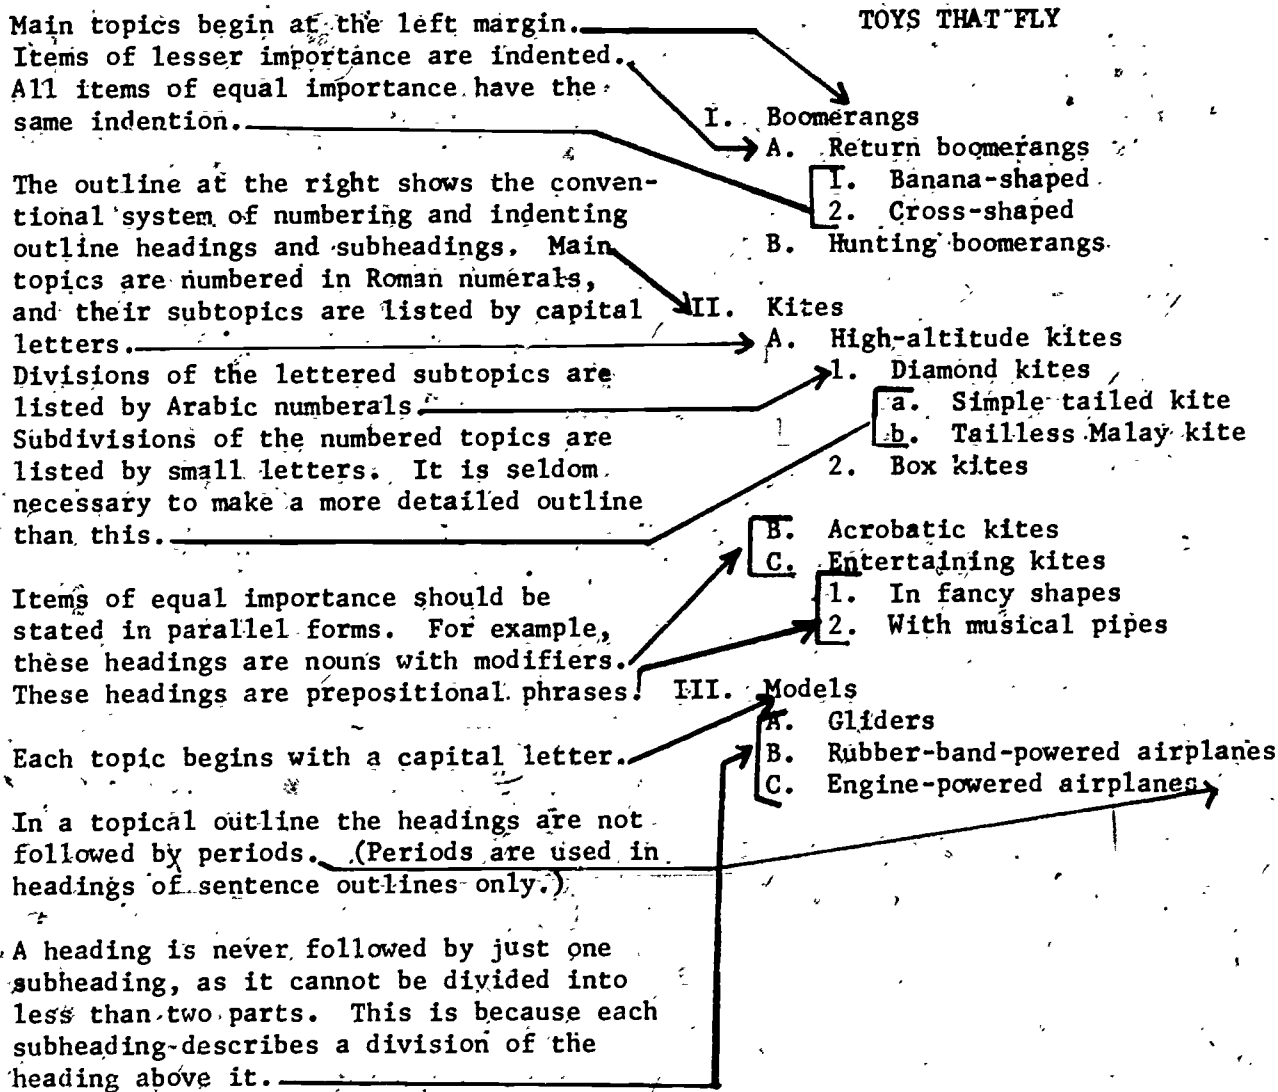 Main topics begin at the left margin.
Items of lesser importance are indented.
All items of equal importance have the
same indention.
The outline at the right shows the conven-
tional system of numbering and indenting
outline headings and subheadings. Main
topics are numbered in Roman numerals,
and their subtopics are listed by capital
letters.
Divisions of the lettered subtopics are
listed by Arabic numberals
Subdivisions of the numbered topics are
listed by small letters. It is seldom
necessary to make a more detailed outline
than this.
Items of equal importance should be
stated in parallel forms. For example,
these headings are nouns with modifiers.
These headings are prepositional phrases.
Each topic begins with a capital letter.
In a topical outline the headings are not
followed by periods. (Periods are used in
headings of sentence outlines only.)
A heading is never followed by just one
subheading, as it cannot be divided into
less than two parts. This is because each
subheading describes a division of the
heading above it.
TOYS THAT FLY
I. Boomerangs
A. Return boomerangs
1. Banana-shaped
2. Cross-shaped
B. Hunting boomerangs
II. Kites
A. High-altitude kites
1. Diamond kites
a. Simple tailed kite
b. Tailless Malay kite
2. Box kites
B. Acrobatic kites
C. Entertaining kites
1. In fancy shapes
2. With musical pipes
III. Models
A. Gliders
B. Rubber-band-powered airplanes
C. Engine-powered airplanes